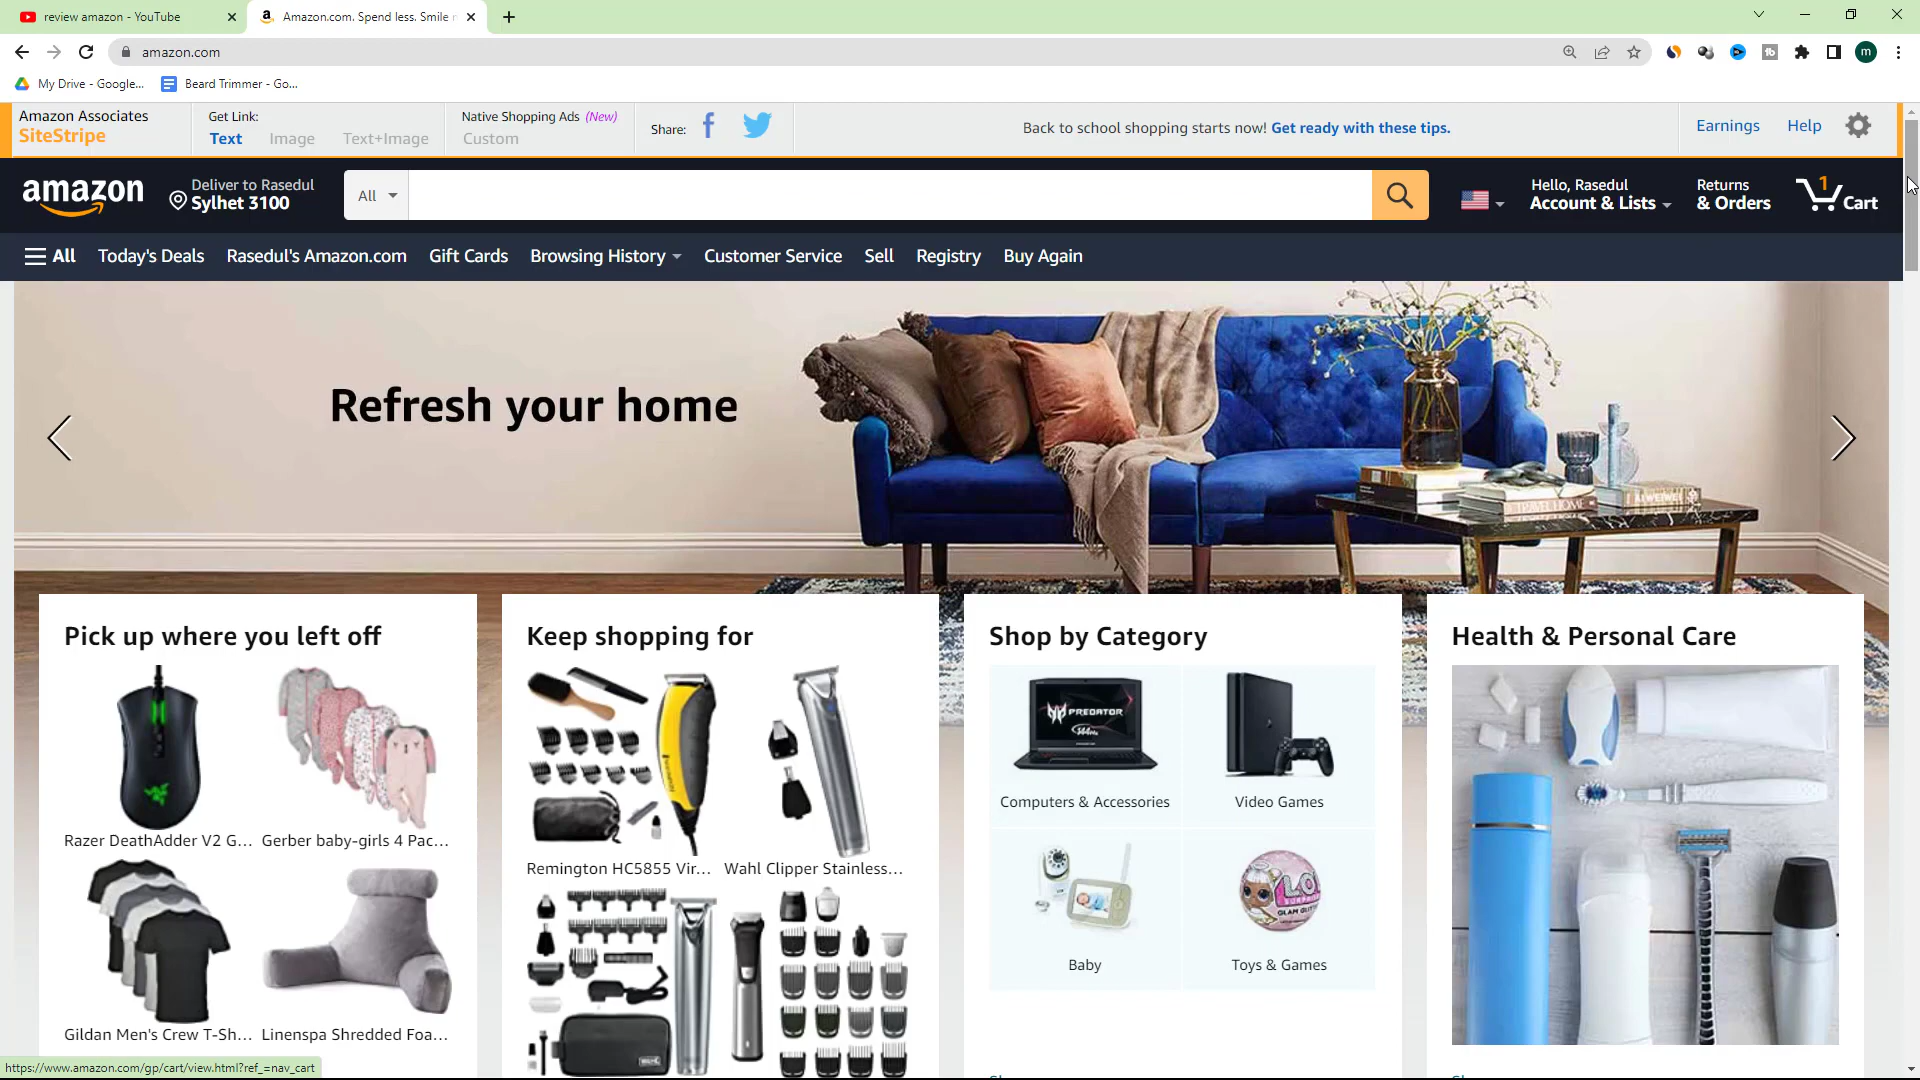 review amazon - YouTube
Amazon.com. Spend less. Smile m
amazon.com
m
My Drive - Google...
Beard Trimmer - Go...
Amazon Associates
SiteStripe
Get Link:
Text Image Text+Image
Native Shopping Ads (New)
Custom
Share:
Back to school shopping starts now! Get ready with these tips.
Earnings Help
amazon
Deliver to Rasedul
Sylhet 3100
All
Hello, Rasedul
Account & Lists
Returns
& Orders
1
Cart
All Today's Deals Rasedul's Amazon.com Gift Cards Browsing History Customer Service Sell Registry Buy Again
Refresh your home
Pick up where you left off
Razer DeathAdder V2 G...
Gerber baby-girls 4 Pac...
Gildan Men's Crew T-Sh...
Linenspa Shredded Foa...
Keep shopping for
Remington HC5855 Vir...
Wahl Clipper Stainless...
Shop by Category
PREDATOR
Computers & Accessories
Video Games
Baby
Toys & Games
Health & Personal Care
https://www.amazon.com/gp/cart/view.html?ref_=nav_cart